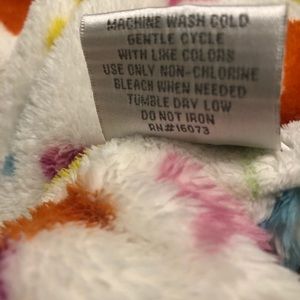 MACHINE WASH COLD
GENTLE CYCLE
WITH LIKE COLORS
USE ONLY NON-CHLORINE
BLEACH WHEN NEEDED
TUMBLE DRY LOW
DO NOT IRON
RN#16073